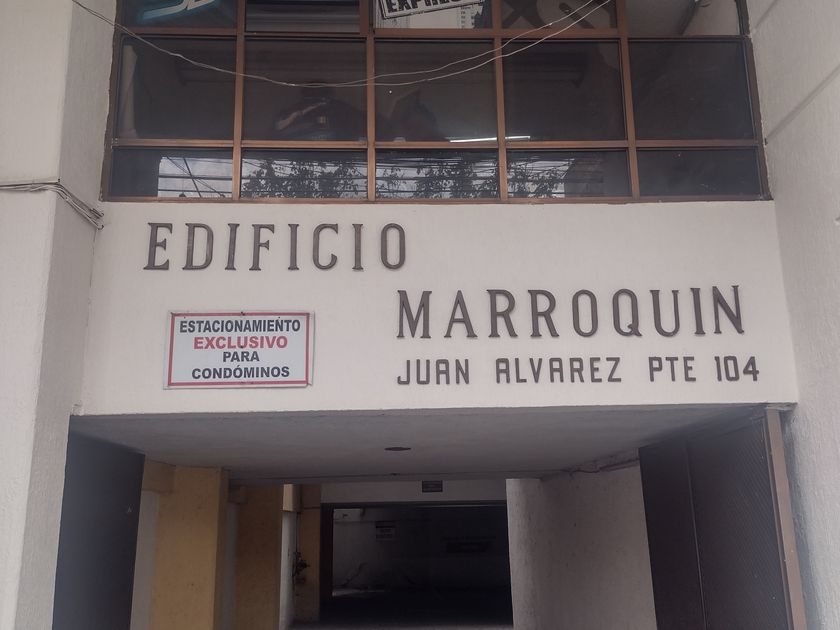 EDIFICIO
MARROQUIN
JUAN ALVAREZ PTE 104
ESTACIONAMIENTO
EXCLUSIVO
PARA
CONDÓMINOS